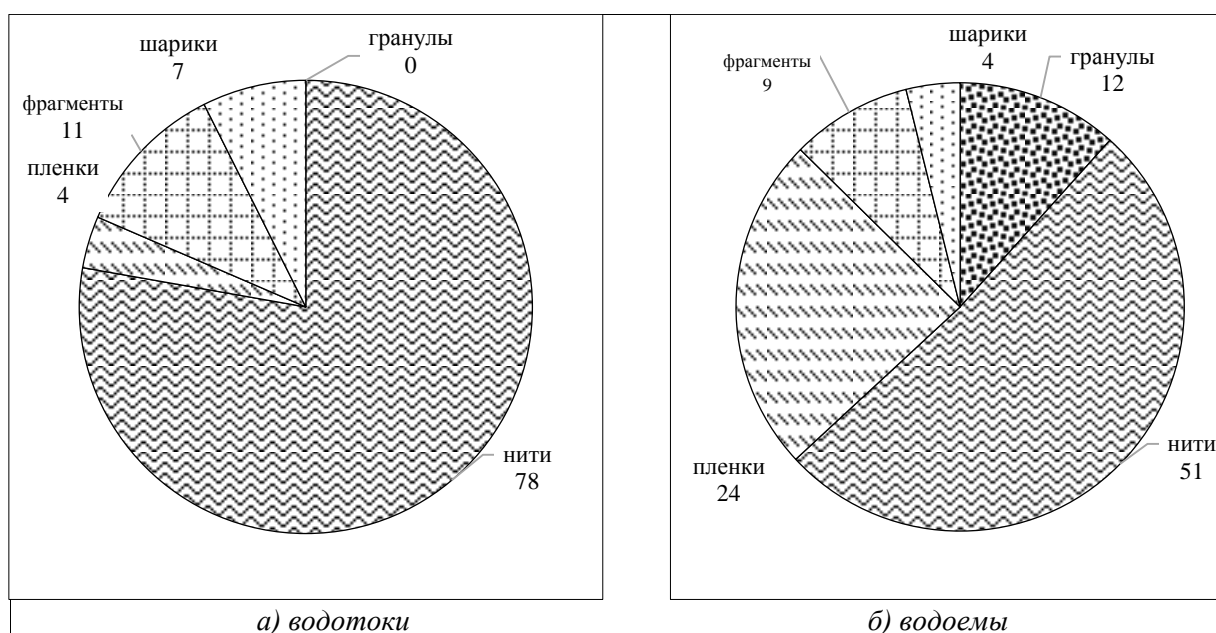 шарики
7
гранулы
0
фрагменты
11
пленки
4
нити
78
а) водотоки
шарики
4
гранулы
12
фрагменты
9
пленки
24
нити
51
б) водоемы